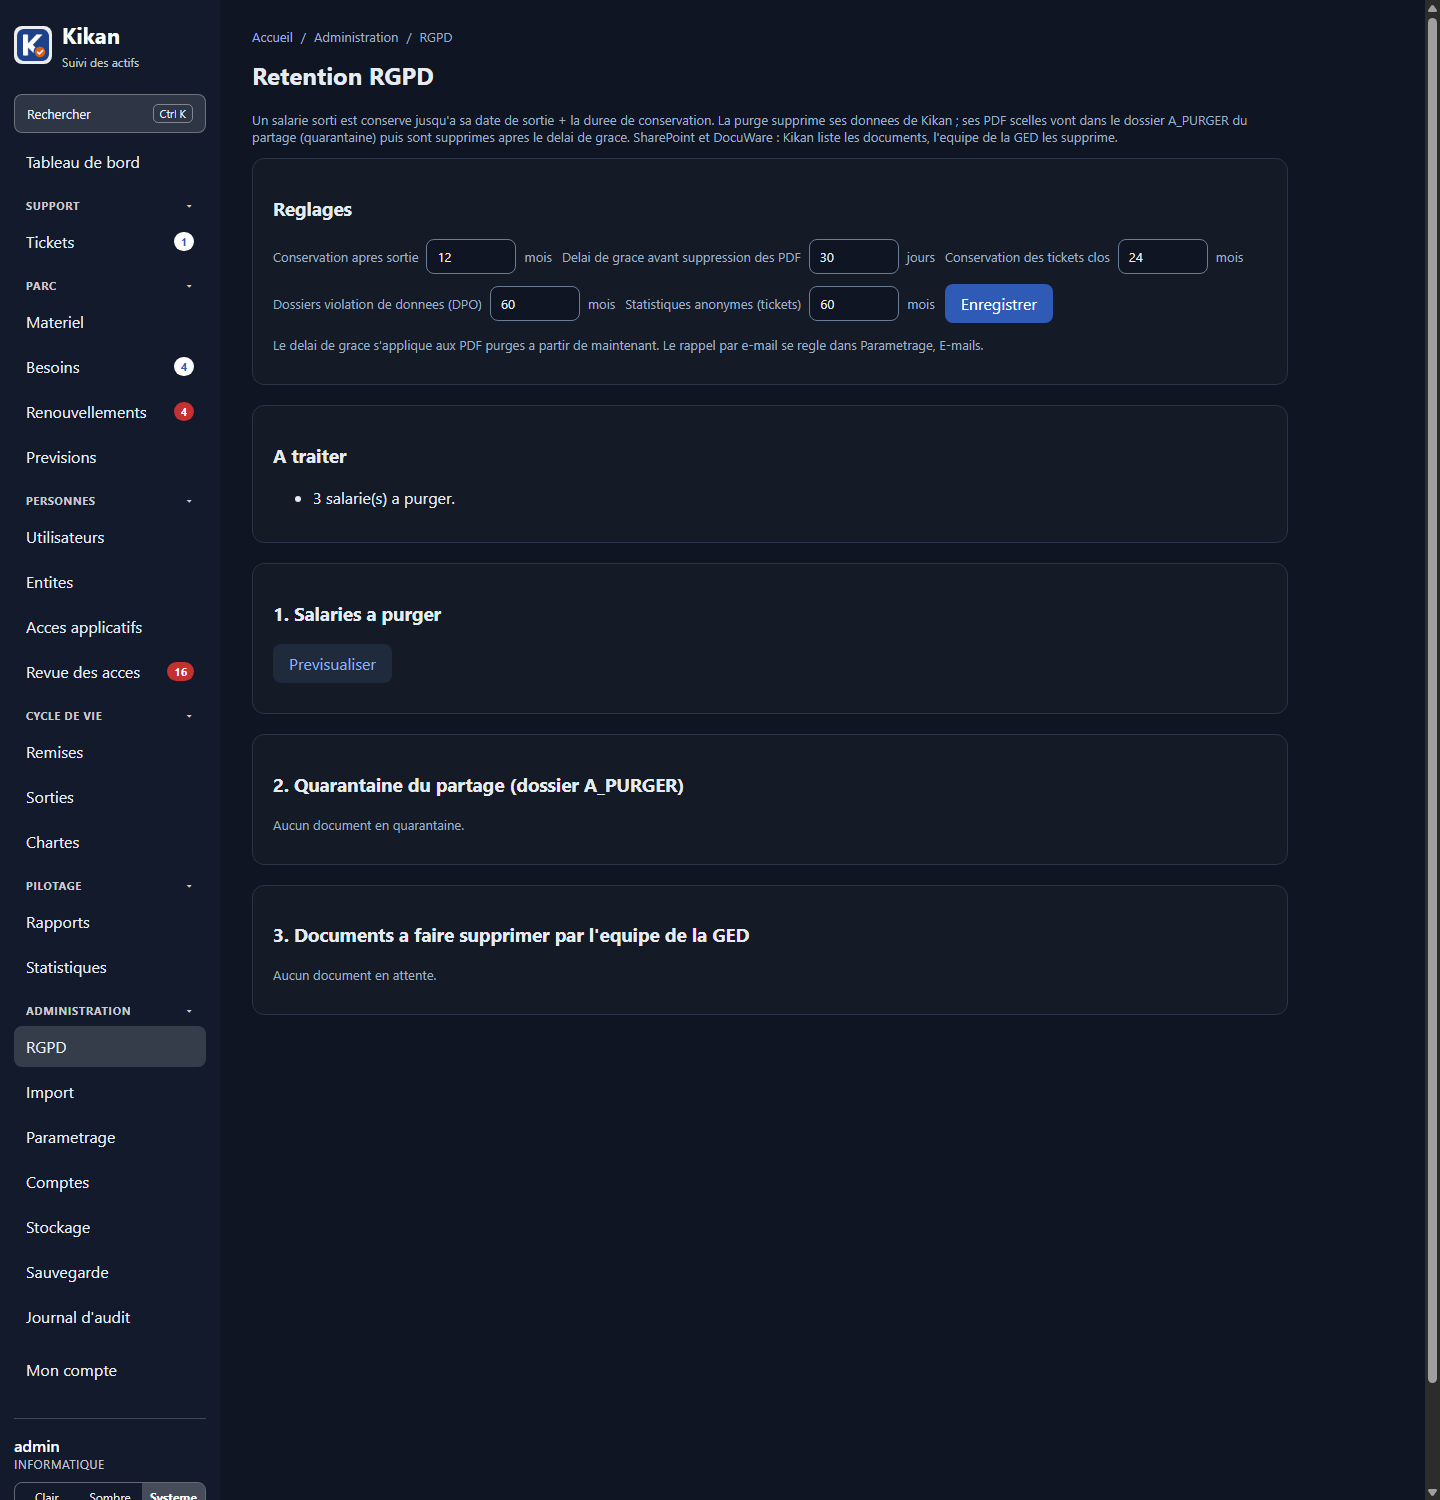 Kikan
Suivi des actifs
Rechercher Ctrl K
Tableau de bord
SUPPORT
Tickets 1
PARC
Materiel
Besoins 4
Renouvellements 4
Previsions
PERSONNES
Utilisateurs
Entites
Acces applicatifs
Revue des acces 16
CYCLE DE VIE
Remises
Sorties
Chartes
PILOTAGE
Rapports
Statistiques
ADMINISTRATION
RGPD
Import
Parametrage
Comptes
Stockage
Sauvegarde
Journal d'audit
Mon compte
admin
INFORMATIQUE
Clair Sombre Systeme
Accueil / Administration / RGPD
Retention RGPD
Un salarie sorti est conserve jusqu'a sa date de sortie + la duree de conservation. La purge supprime ses donnees de Kikan ; ses PDF scelles vont dans le dossier A_PURGER du
partage (quarantaine) puis sont supprimes apres le delai de grace. SharePoint et DocuWare : Kikan liste les documents, l'equipe de la GED les supprime.
Reglages
Conservation apres sortie 12 mois Delai de grace avant suppression des PDF 30 jours Conservation des tickets clos 24 mois
Dossiers violation de donnees (DPO) 60 mois Statistiques anonymes (tickets) 60 mois Enregistrer
Le delai de grace s'applique aux PDF purges a partir de maintenant. Le rappel par e-mail se regle dans Parametrage, E-mails.
A traiter
• 3 salarie(s) a purger.
1. Salaries a purger
Previsualiser
2. Quarantaine du partage (dossier A_PURGER)
Aucun document en quarantaine.
3. Documents a faire supprimer par l'equipe de la GED
Aucun document en attente.